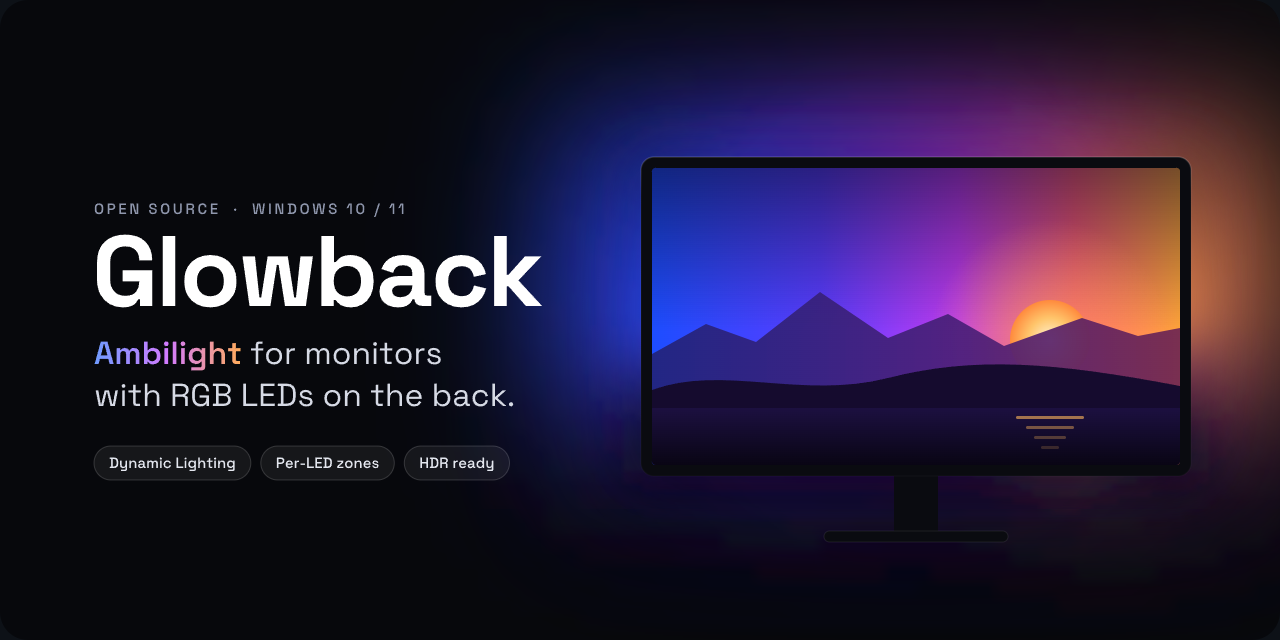 OPEN SOURCE · WINDOWS 10 / 11
Glowback
Ambilight for monitors
with RGB LEDs on the back.
Dynamic Lighting Per-LED zones HDR ready